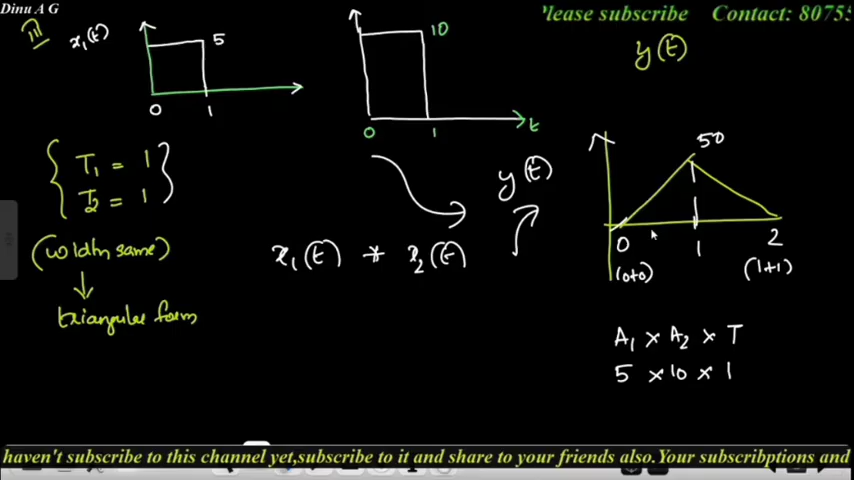 Dinu A G
lease subscribe Contact: 80755
III
x₁(t)
5
0 1
10
0 1 t
y(t)
{ T₁ = 1 }
{ T₂ = 1 }
(width same)
↓
triangular form
x₁(t) * x₂(t)
y(t)
50
0 1 2
(0+0) (1+1)
A₁ × A₂ × T
5 × 10 × 1
haven't subscribe to this channel yet,subscribe to it and share to your friends also.Your subscribptions and